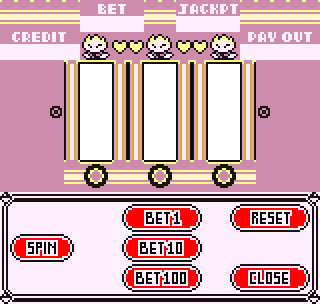 BET JACKPT
CREDIT PAY OUT
BET1 RESET
SPIN BET10
BET100 CLOSE